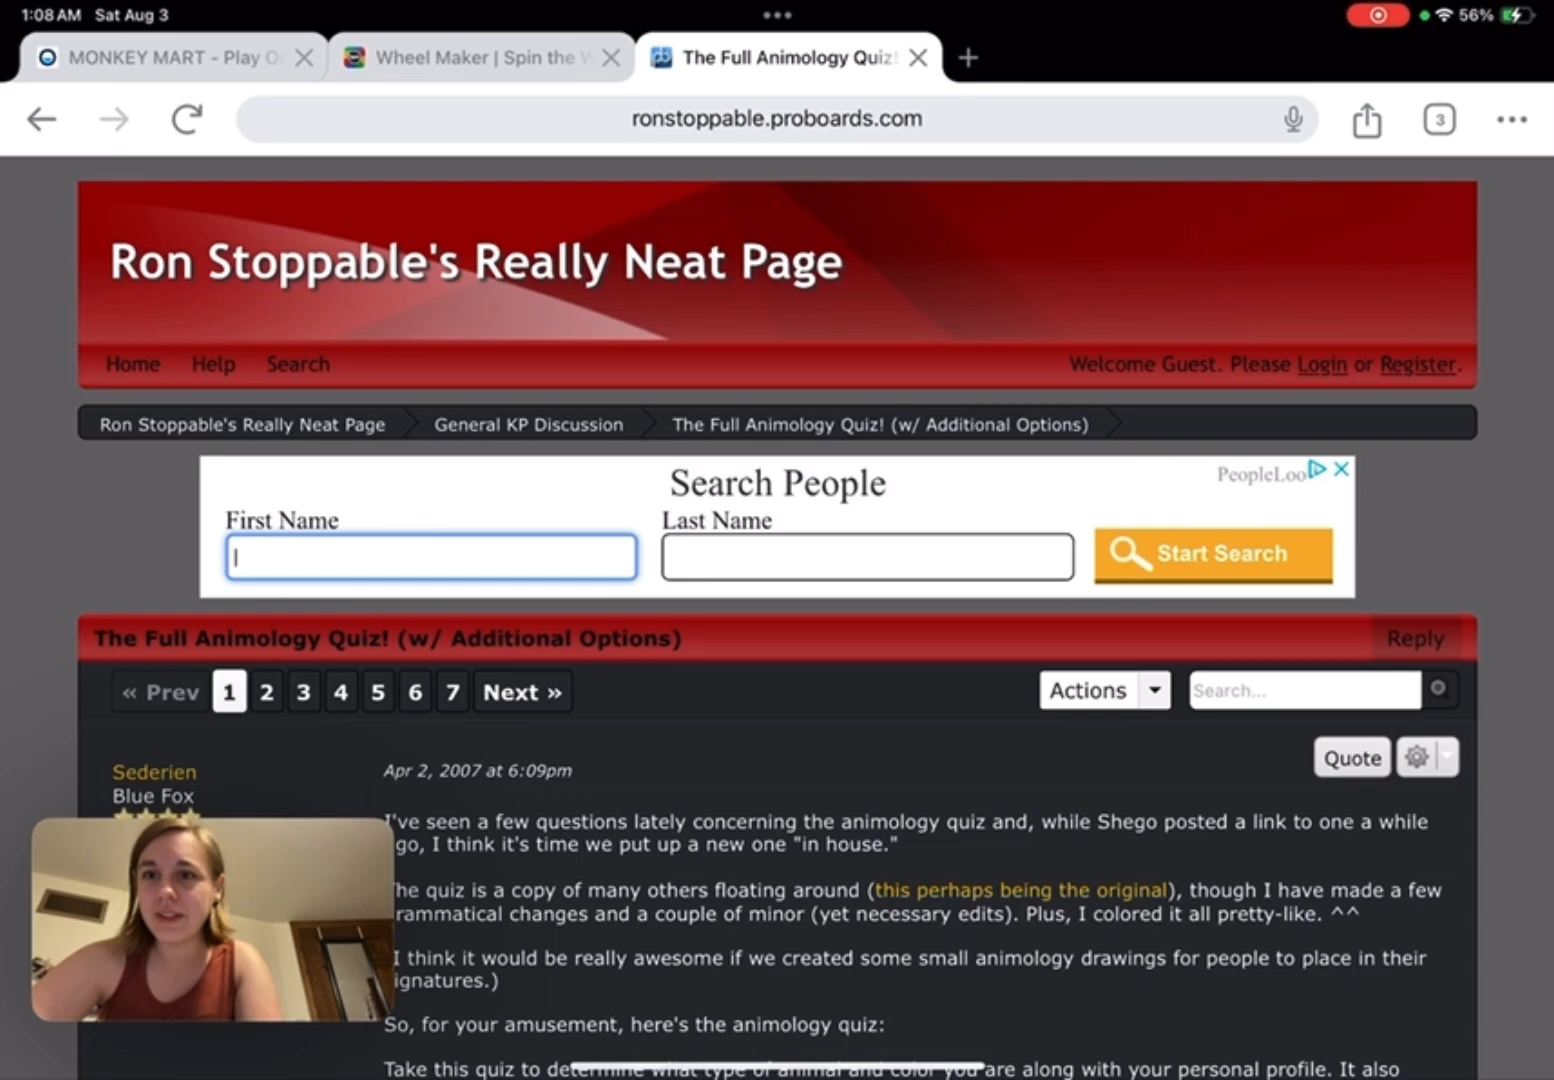 1:08 AM Sat Aug 3
56%
MONKEY MART - Play O
Wheel Maker | Spin the W
The Full Animology Quiz!
ronstoppable.proboards.com
3
Ron Stoppable's Really Neat Page
Home Help Search
Welcome Guest. Please Login or Register.
Ron Stoppable's Really Neat Page
General KP Discussion
The Full Animology Quiz! (w/ Additional Options)
Search People
PeopleLoo
First Name
Last Name
Start Search
The Full Animology Quiz! (w/ Additional Options)
Reply
« Prev 1 2 3 4 5 6 7 Next »
Actions
Search...
Quote
Sederien
Blue Fox
Apr 2, 2007 at 6:09pm
I've seen a few questions lately concerning the animology quiz and, while Shego posted a link to one a while
go, I think it's time we put up a new one "in house."
he quiz is a copy of many others floating around (this perhaps being the original), though I have made a few
rammatical changes and a couple of minor (yet necessary edits). Plus, I colored it all pretty-like. ^^
I think it would be really awesome if we created some small animology drawings for people to place in their
ignatures.)
So, for your amusement, here's the animology quiz:
Take this quiz to determine what type of animal and color you are along with your personal profile. It also